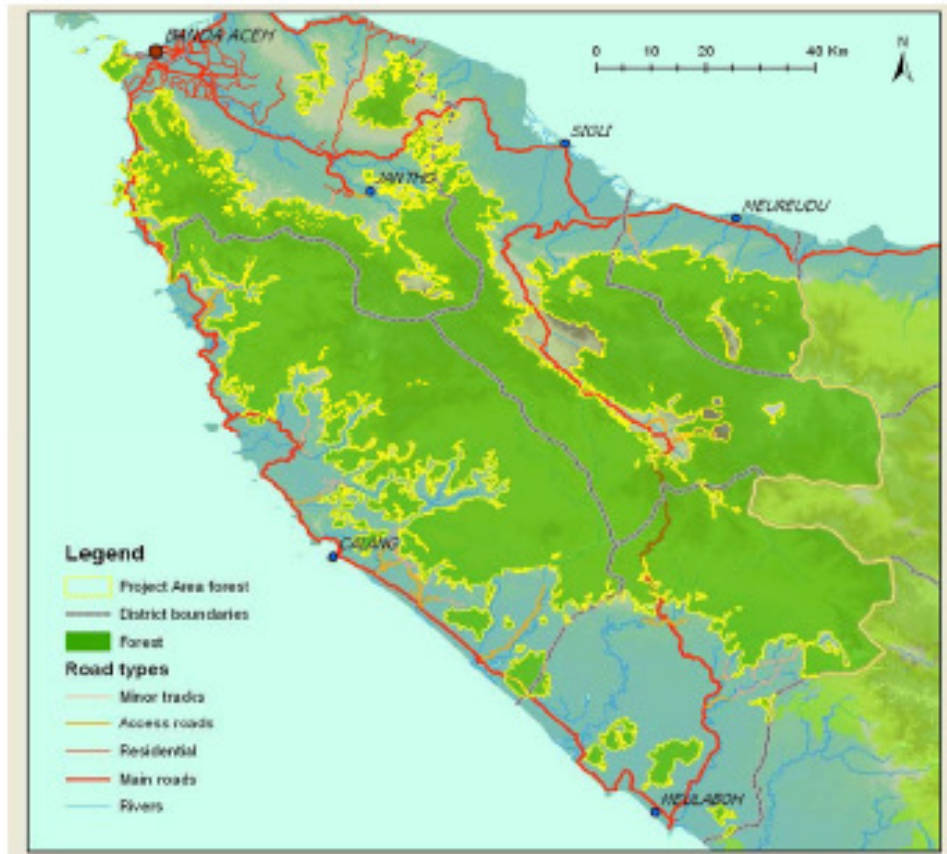 BANDA ACEH
0 10 20 40 Km
N
SIGLI
JANTHO
MEUREUDU
CALANG
MEULABOH
Legend
Project Area forest
District boundaries
Forest
Road types
Minor tracks
Access roads
Residential
Main roads
Rivers